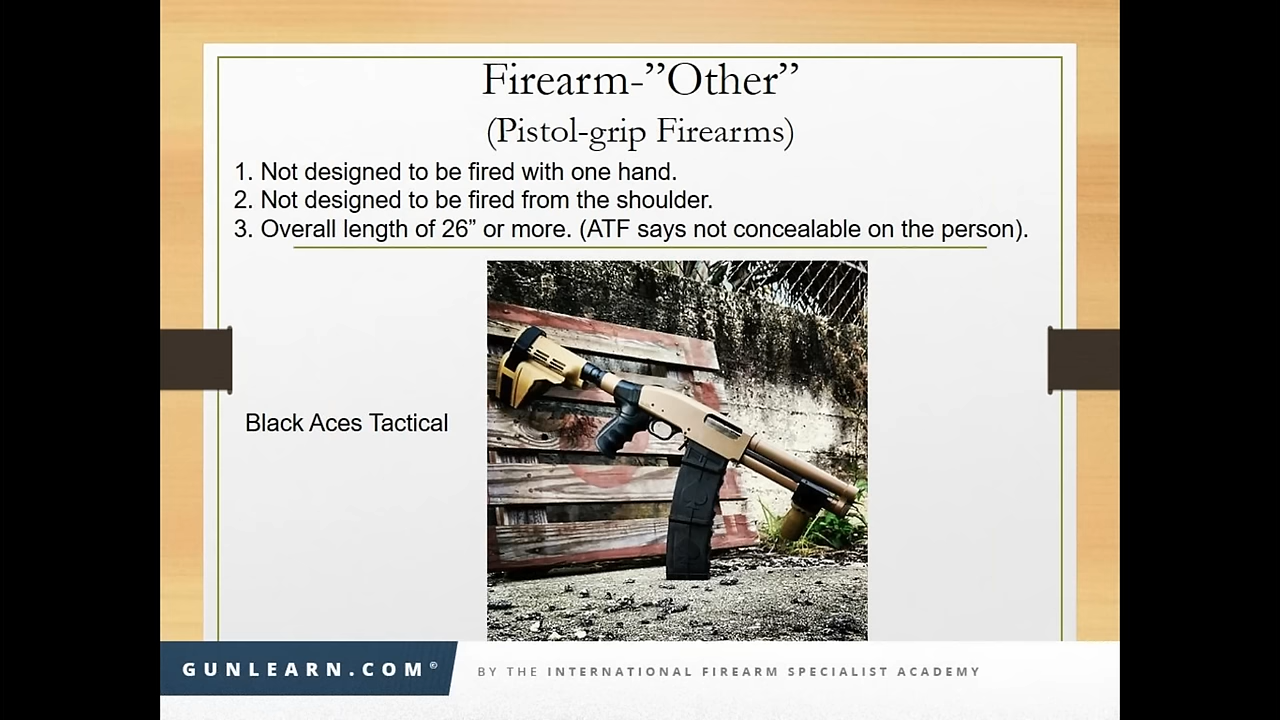 Firearm-”Other”
(Pistol-grip Firearms)
1. Not designed to be fired with one hand.
2. Not designed to be fired from the shoulder.
3. Overall length of 26” or more. (ATF says not concealable on the person).
Black Aces Tactical
GUNLEARN.COM©
BY THE INTERNATIONAL FIREARM SPECIALIST ACADEMY